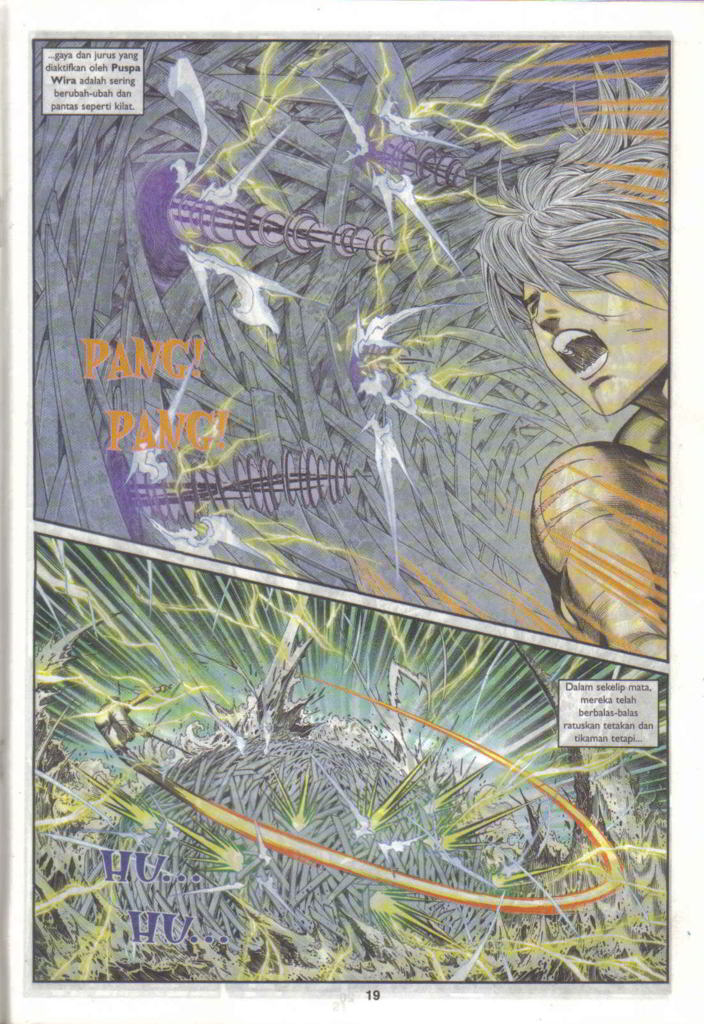 ...gaya dan jurus yang
diaktifkan oleh Puspa
Wira adalah sering
berubah-ubah dan
pantas seperti kilat.
PANG!
PANG!
Dalam sekelip mata,
mereka telah
berbalas-balas
ratuskan tetakan dan
tikaman tetapi...
HU...
HU...
19